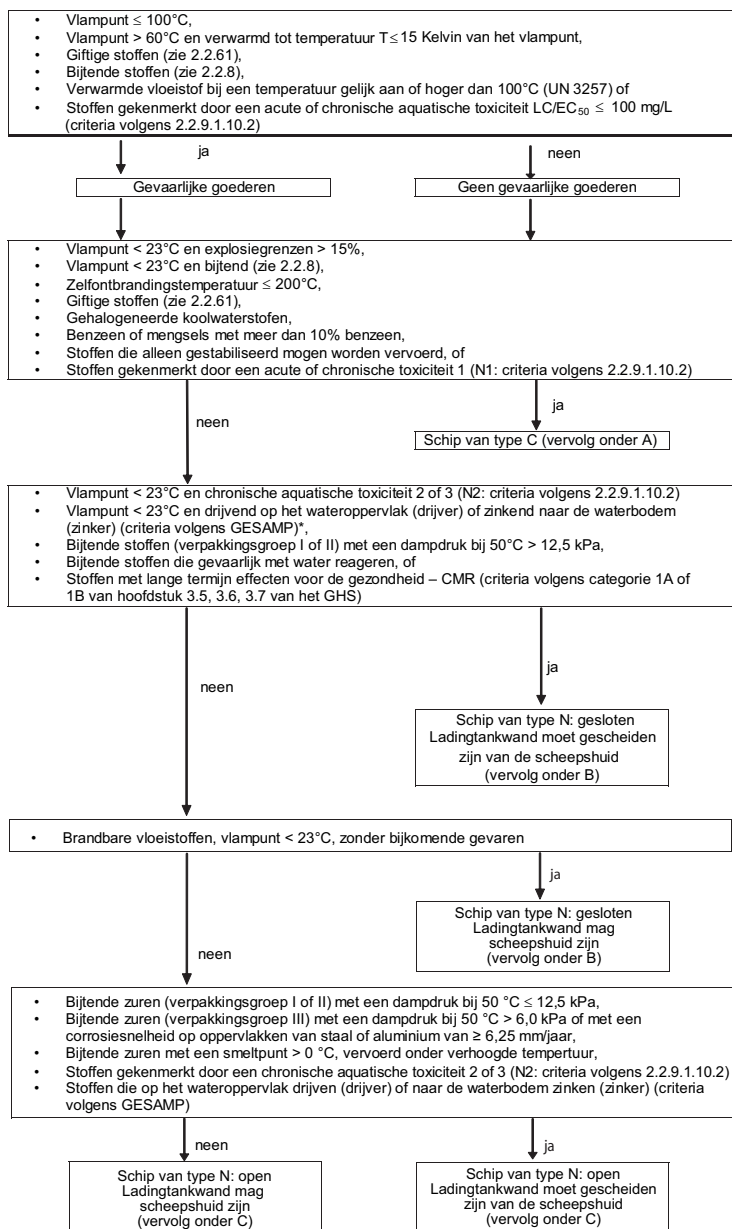 • Vlampunt ≤ 100°C,
• Vlampunt > 60°C en verwarmd tot temperatuur T≤15 Kelvin van het vlampunt,
• Giftige stoffen (zie 2.2.61),
• Bijtende stoffen (zie 2.2.8),
• Verwarmde vloeistof bij een temperatuur gelijk aan of hoger dan 100°C (UN 3257) of
• Stoffen gekenmerkt door een acute of chronische aquatische toxiciteit LC/EC₅₀ ≤ 100 mg/L
(criteria volgens 2.2.9.1.10.2)
ja
neen
Gevaarlijke goederen
Geen gevaarlijke goederen
• Vlampunt < 23°C en explosiegrenzen > 15%,
• Vlampunt < 23°C en bijtend (zie 2.2.8),
• Zelfontbrandingstemperatuur ≤ 200°C,
• Giftige stoffen (zie 2.2.61),
• Gehalogeneerde koolwaterstofen,
• Benzeen of mengsels met meer dan 10% benzeen,
• Stoffen die alleen gestabiliseerd mogen worden vervoerd, of
• Stoffen gekenmerkt door een acute of chronische toxiciteit 1 (N1: criteria volgens 2.2.9.1.10.2)
neen
ja
Schip van type C (vervolg onder A)
• Vlampunt < 23°C en chronische aquatische toxiciteit 2 of 3 (N2: criteria volgens 2.2.9.1.10.2)
• Vlampunt < 23°C en drijvend op het wateroppervlak (drijver) of zinkend naar de waterbodem
(zinker) (criteria volgens GESAMP)*,
• Bijtende stoffen (verpakkingsgroep I of II) met een dampdruk bij 50°C > 12,5 kPa,
• Bijtende stoffen die gevaarlijk met water reageren, of
• Stoffen met lange termijn effecten voor de gezondheid – CMR (criteria volgens categorie 1A of
1B van hoofdstuk 3.5, 3.6, 3.7 van het GHS)
neen
ja
Schip van type N: gesloten
Ladingtankwand moet gescheiden
zijn van de scheepshuid
(vervolg onder B)
• Brandbare vloeistoffen, vlampunt < 23°C, zonder bijkomende gevaren
neen
ja
Schip van type N: gesloten
Ladingtankwand mag
scheepshuid zijn
(vervolg onder B)
• Bijtende zuren (verpakkingsgroep I of II) met een dampdruk bij 50 °C ≤ 12,5 kPa,
• Bijtende zuren (verpakkingsgroep III) met een dampdruk bij 50 °C > 6,0 kPa of met een
corrosiesnelheid op oppervlakken van staal of aluminium van ≥ 6,25 mm/jaar,
• Bijtende zuren met een smeltpunt > 0 °C, vervoerd onder verhoogde tempertuur,
• Stoffen gekenmerkt door een chronische aquatische toxiciteit 2 of 3 (N2: criteria volgens 2.2.9.1.10.2)
• Stoffen die op het wateroppervlak drijven (drijver) of naar de waterbodem zinken (zinker) (criteria
volgens GESAMP)
neen
ja
Schip van type N: open
Ladingtankwand mag
scheepshuid zijn
(vervolg onder C)
Schip van type N: open
Ladingtankwand moet gescheiden
zijn van de scheepshuid
(vervolg onder C)